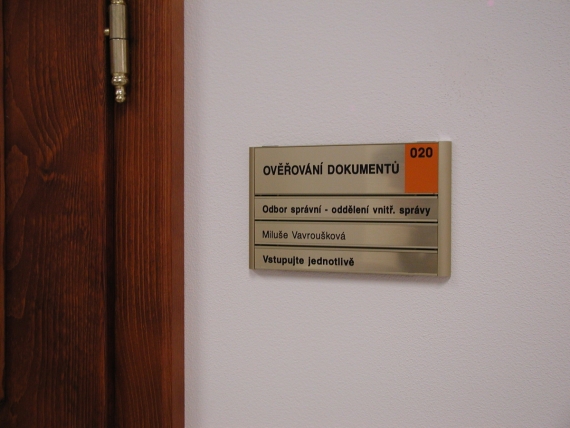 OVĚŘOVÁNÍ DOKUMENTŮ 020
Odbor správní - oddělení vnitř. správy
Miluše Vavroušková
Vstupujte jednotlivě